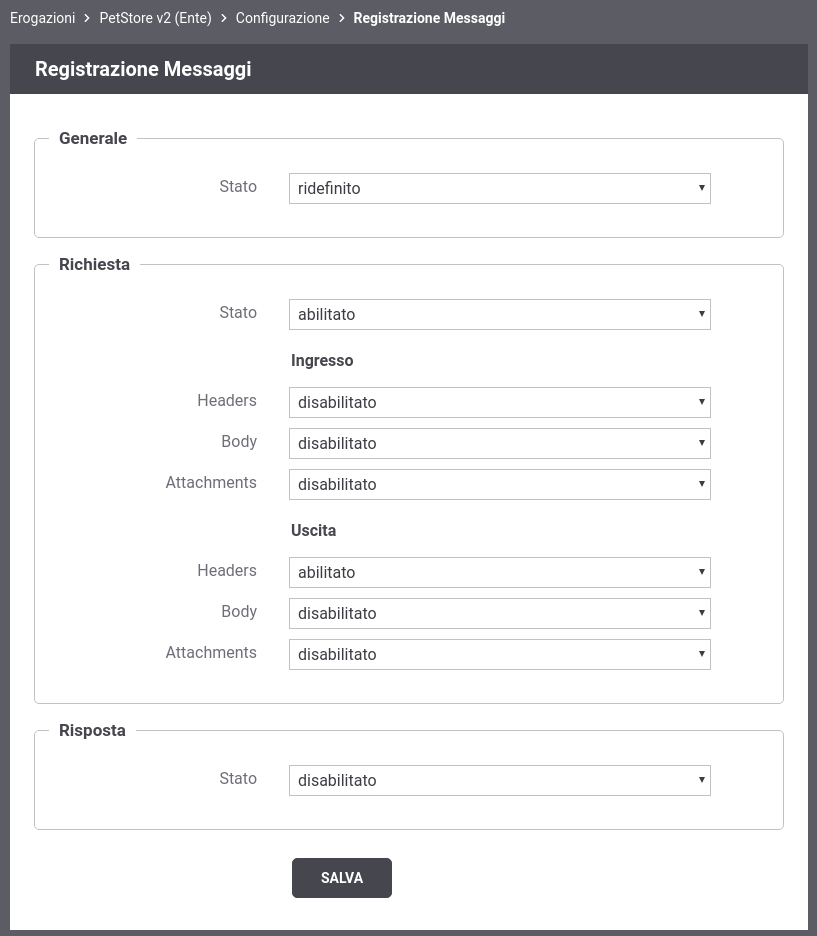 Erogazioni > PetStore v2 (Ente) > Configurazione > Registrazione Messaggi
Registrazione Messaggi
Generale
Stato ridefinito
Richiesta
Stato abilitato
Ingresso
Headers disabilitato
Body disabilitato
Attachments disabilitato
Uscita
Headers abilitato
Body disabilitato
Attachments disabilitato
Risposta
Stato disabilitato
SALVA